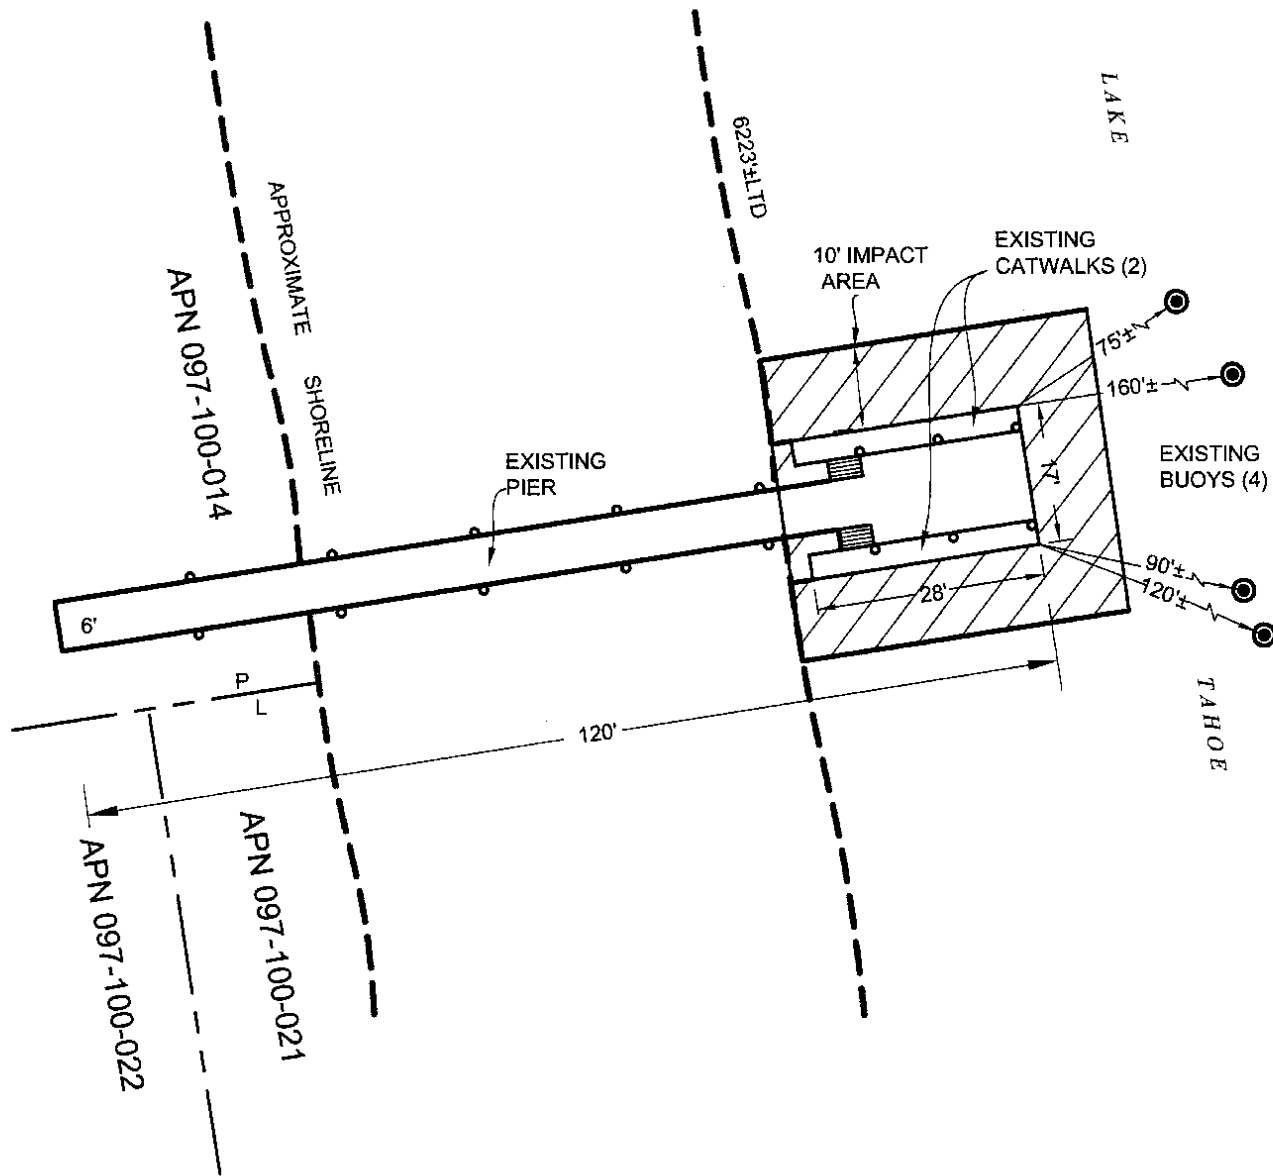 LAKE
6223'±LTD
APPROXIMATE
SHORELINE
APN 097-100-014
10' IMPACT
AREA
EXISTING
CATWALKS (2)
75'±
160'±
EXISTING
BUOYS (4)
17'
EXISTING
PIER
90'±
120'±
28'
6'
P
L
120'
TAHOE
APN 097-100-021
APN 097-100-022